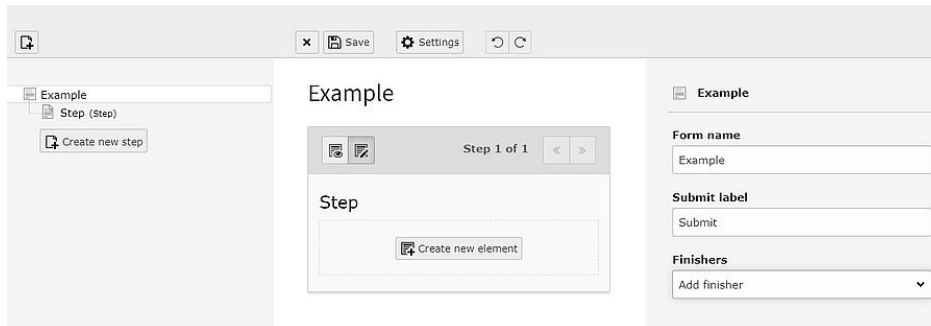 Save Settings
Example
Step (Step)
Create new step
Example
Step 1 of 1 « »
Step
Create new element
Example
Form name
Example
Submit label
Submit
Finishers
Add finisher